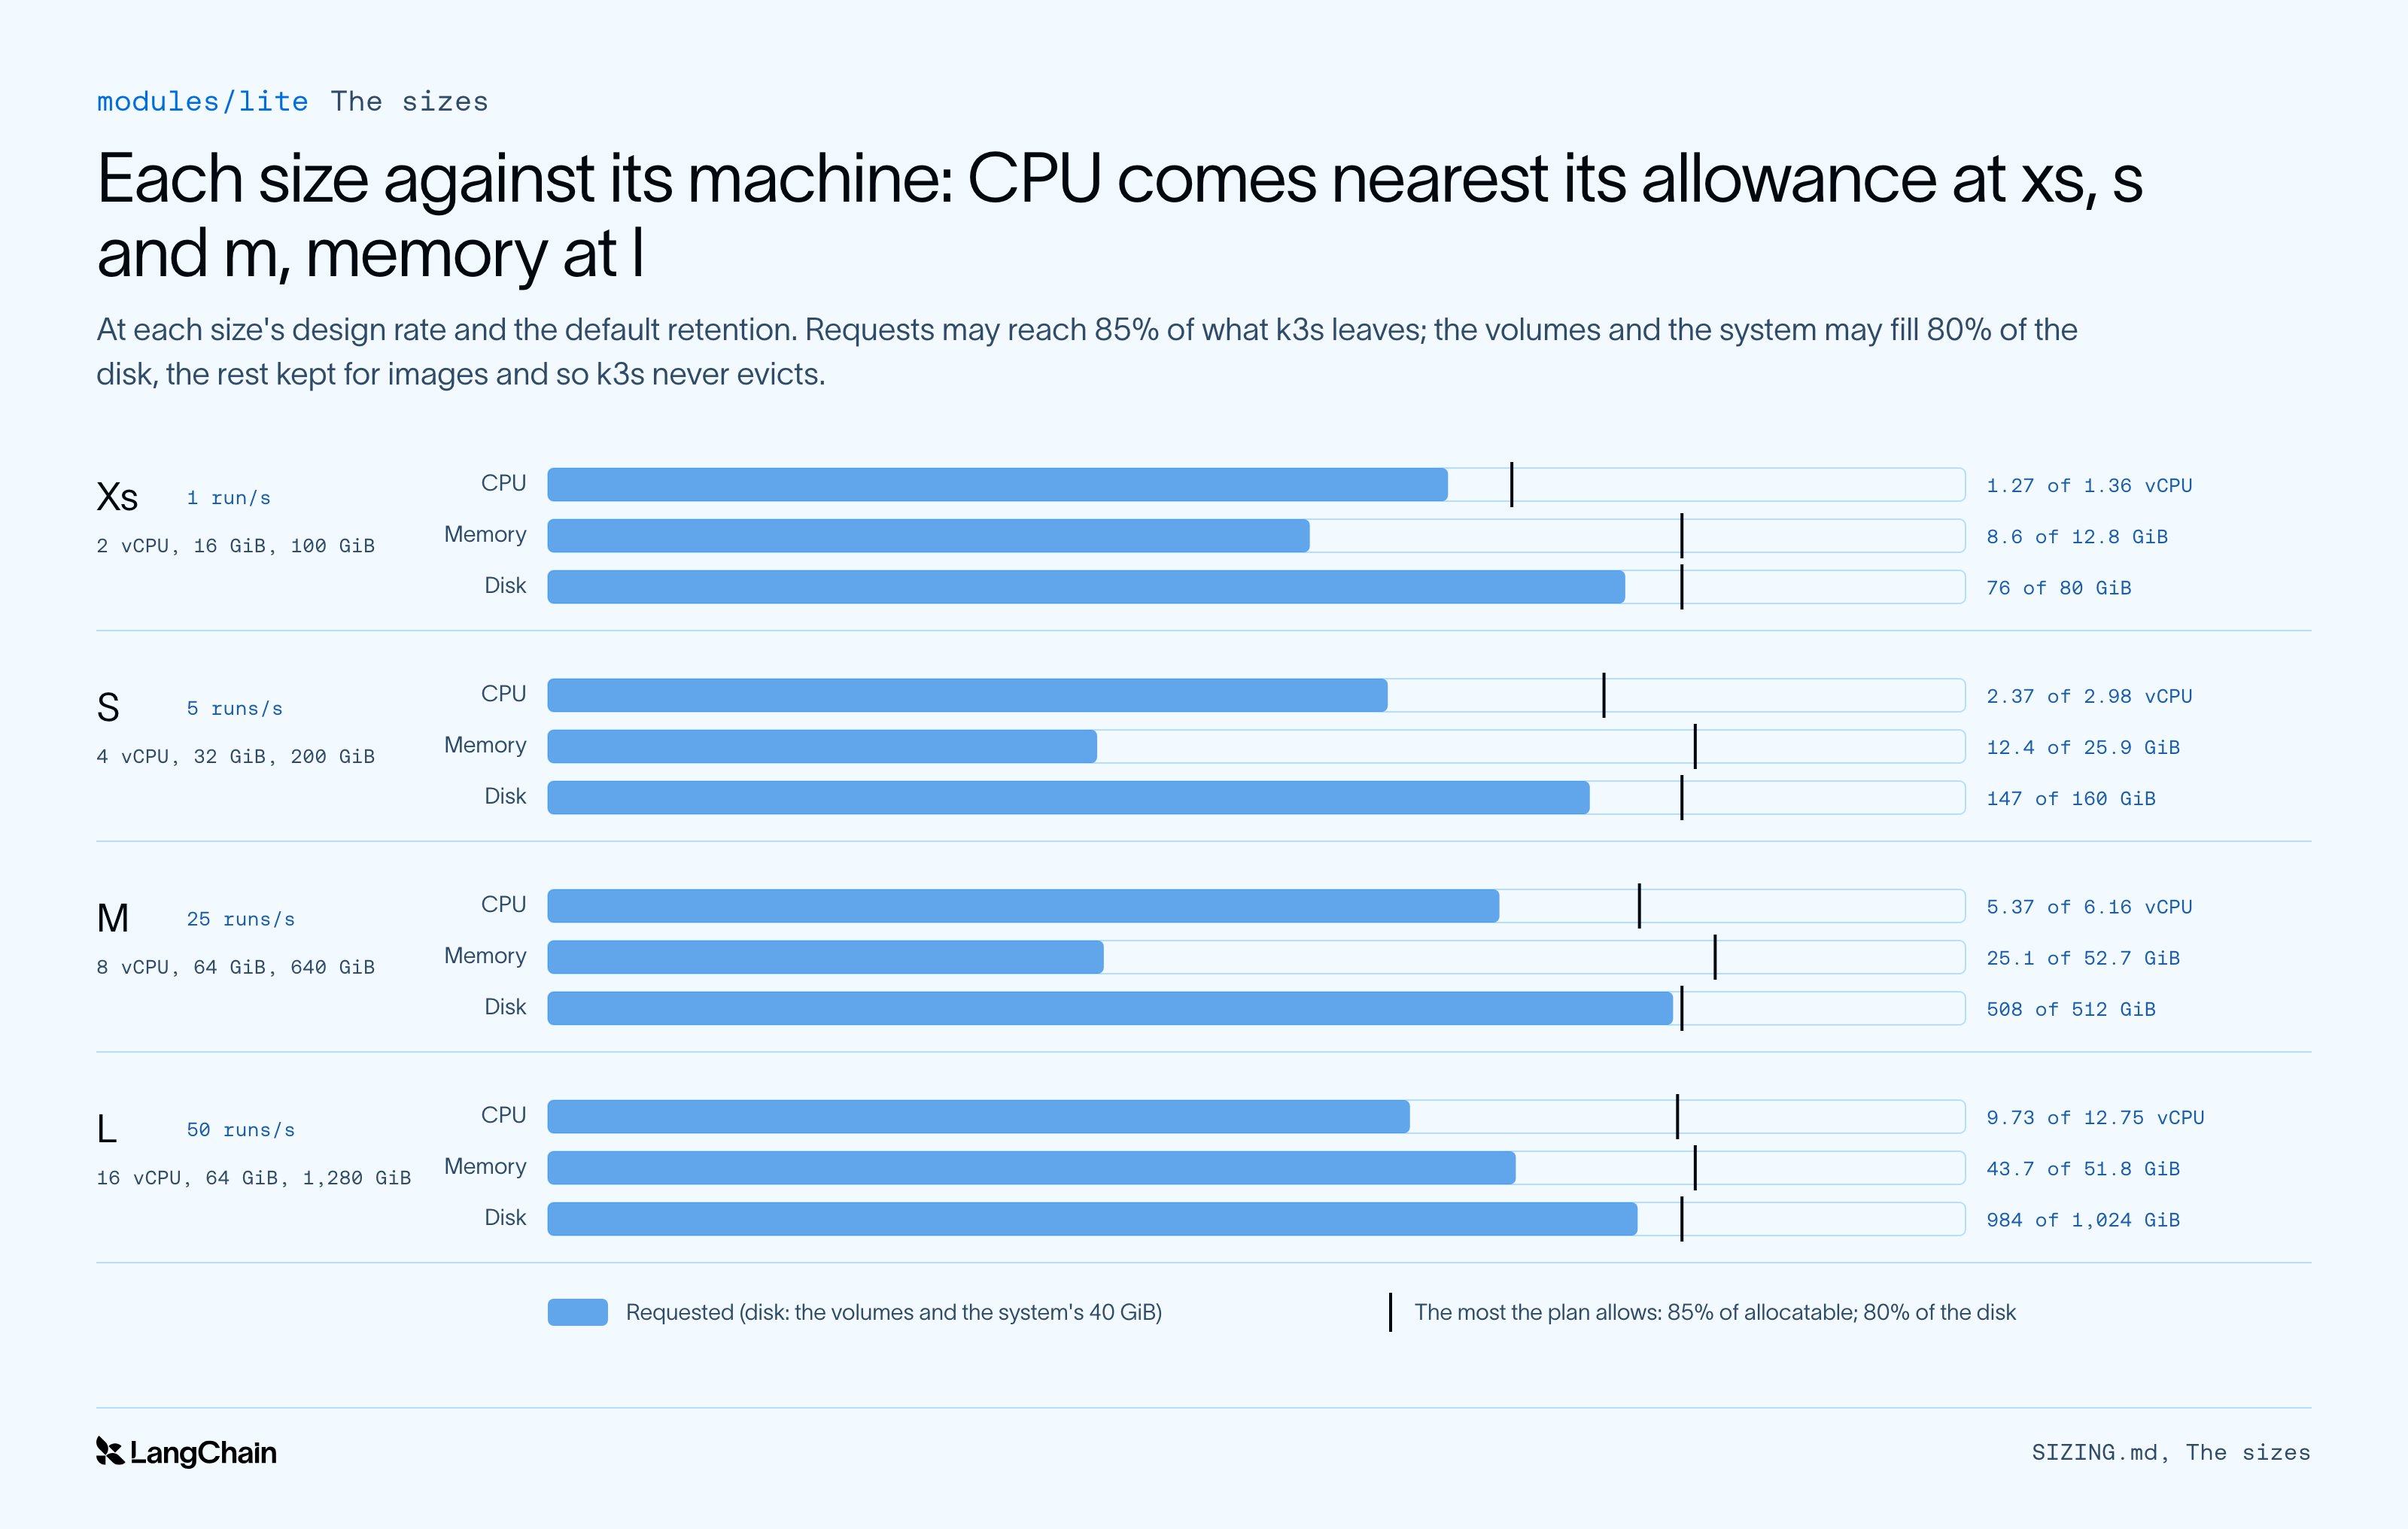 modules/lite The sizes
Each size against its machine: CPU comes nearest its allowance at xs, s
and m, memory at l
At each size's design rate and the default retention. Requests may reach 85% of what k3s leaves; the volumes and the system may fill 80% of the
disk, the rest kept for images and so k3s never evicts.
Xs 1 run/s
2 vCPU, 16 GiB, 100 GiB
CPU 1.27 of 1.36 vCPU
Memory 8.6 of 12.8 GiB
Disk 76 of 80 GiB
S 5 runs/s
4 vCPU, 32 GiB, 200 GiB
CPU 2.37 of 2.98 vCPU
Memory 12.4 of 25.9 GiB
Disk 147 of 160 GiB
M 25 runs/s
8 vCPU, 64 GiB, 640 GiB
CPU 5.37 of 6.16 vCPU
Memory 25.1 of 52.7 GiB
Disk 508 of 512 GiB
L 50 runs/s
16 vCPU, 64 GiB, 1,280 GiB
CPU 9.73 of 12.75 vCPU
Memory 43.7 of 51.8 GiB
Disk 984 of 1,024 GiB
Requested (disk: the volumes and the system's 40 GiB)
The most the plan allows: 85% of allocatable; 80% of the disk
LangChain
SIZING.md, The sizes